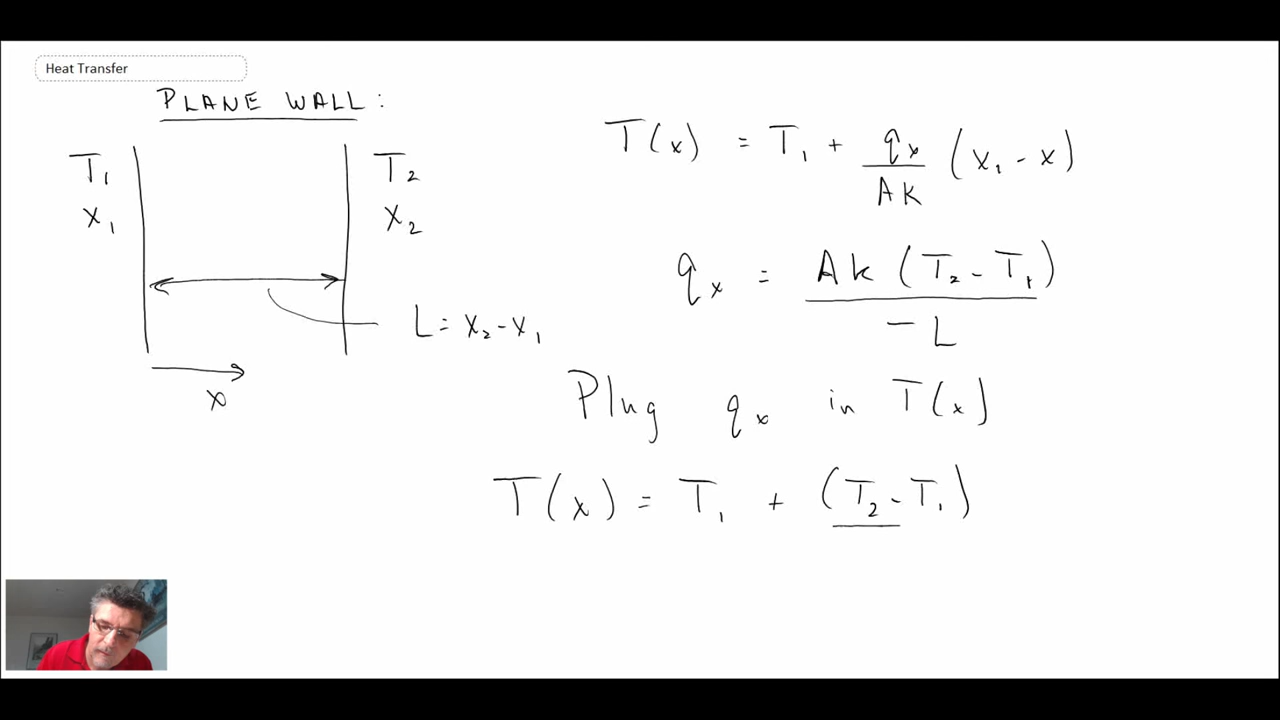 Heat Transfer
PLANE WALL:
T₁
x₁
T₂
x₂
L = x₂ - x₁
x
T(x) = T₁ + qₓ/Ak (x₁ - x)
qₓ = Ak (T₂ - T₁) / -L
Plug qₓ in T(x)
T(x) = T₁ + (T₂ - T₁)